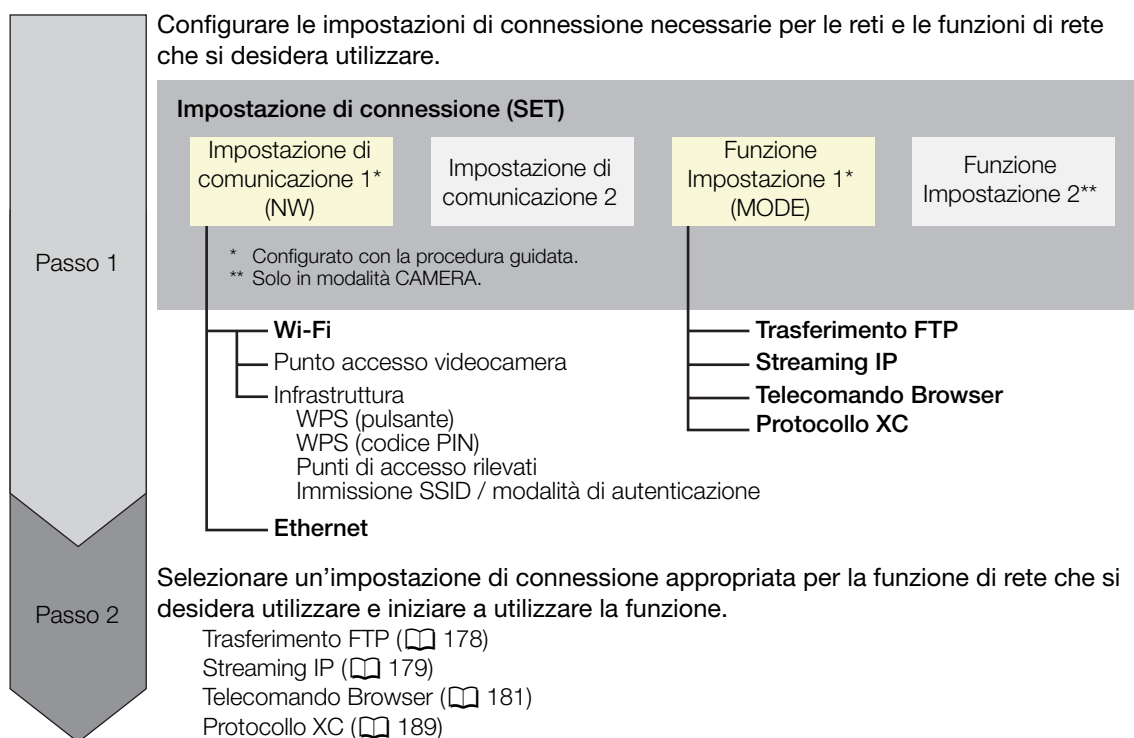 Configurare le impostazioni di connessione necessarie per le reti e le funzioni di rete
che si desidera utilizzare.
Passo 1
Impostazione di connessione (SET)
Impostazione di
comunicazione 1*
(NW)
Impostazione di
comunicazione 2
Funzione
Impostazione 1*
(MODE)
Funzione
Impostazione 2**
* Configurato con la procedura guidata.
** Solo in modalità CAMERA.
Wi-Fi
Punto accesso videocamera
Infrastruttura
WPS (pulsante)
WPS (codice PIN)
Punti di accesso rilevati
Immissione SSID / modalità di autenticazione
Ethernet
Trasferimento FTP
Streaming IP
Telecomando Browser
Protocollo XC
Passo 2
Selezionare un'impostazione di connessione appropriata per la funzione di rete che si
desidera utilizzare e iniziare a utilizzare la funzione.
Trasferimento FTP (178)
Streaming IP (179)
Telecomando Browser (181)
Protocollo XC (189)